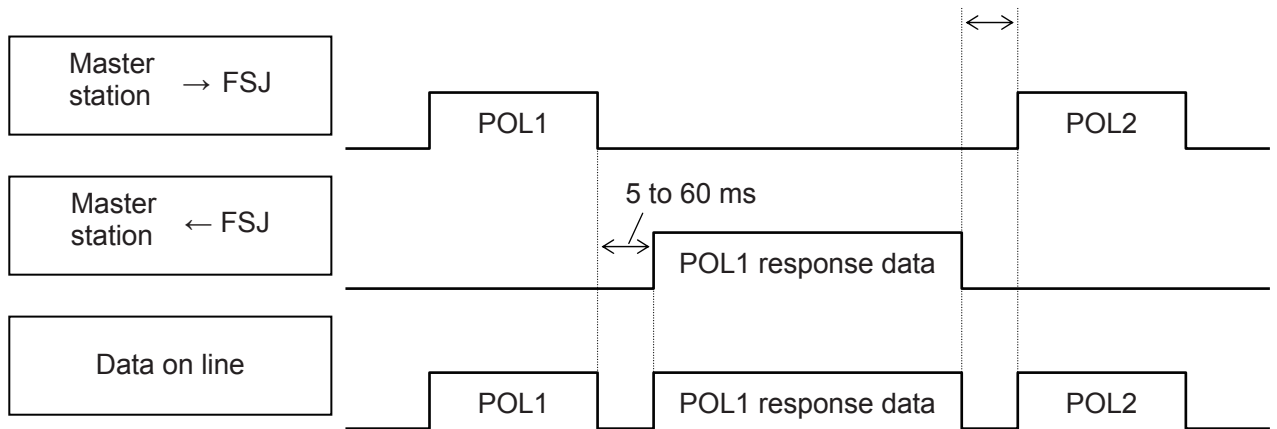 Master
station → FSJ
POL1
POL2
Master
station ← FSJ
5 to 60 ms
POL1 response data
Data on line
POL1
POL1 response data
POL2